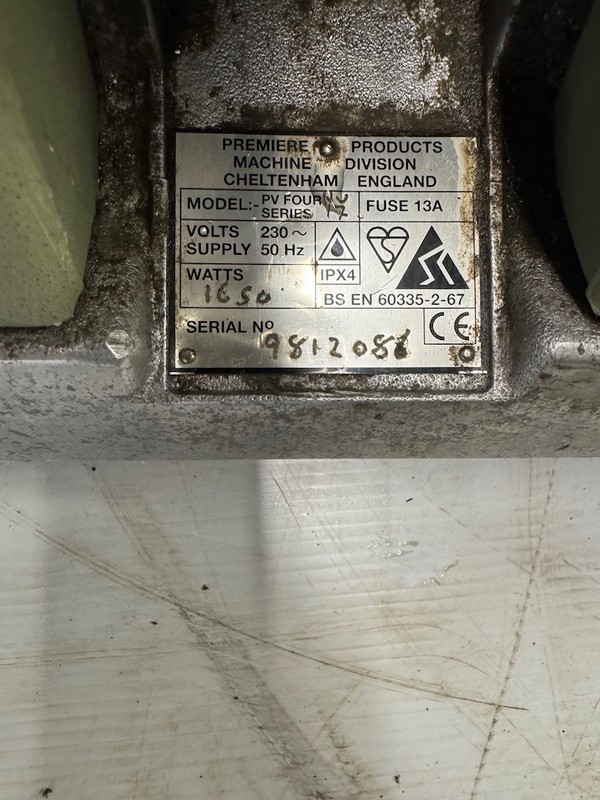 PREMIERE PRODUCTS
MACHINE DIVISION
CHELTENHAM ENGLAND
MODEL:- PV FOUR SERIES
FUSE 13A
VOLTS 230 ~
SUPPLY 50 Hz
WATTS
1650
IPX4
BS EN 60335-2-67
SERIAL Nº
9812086
CE